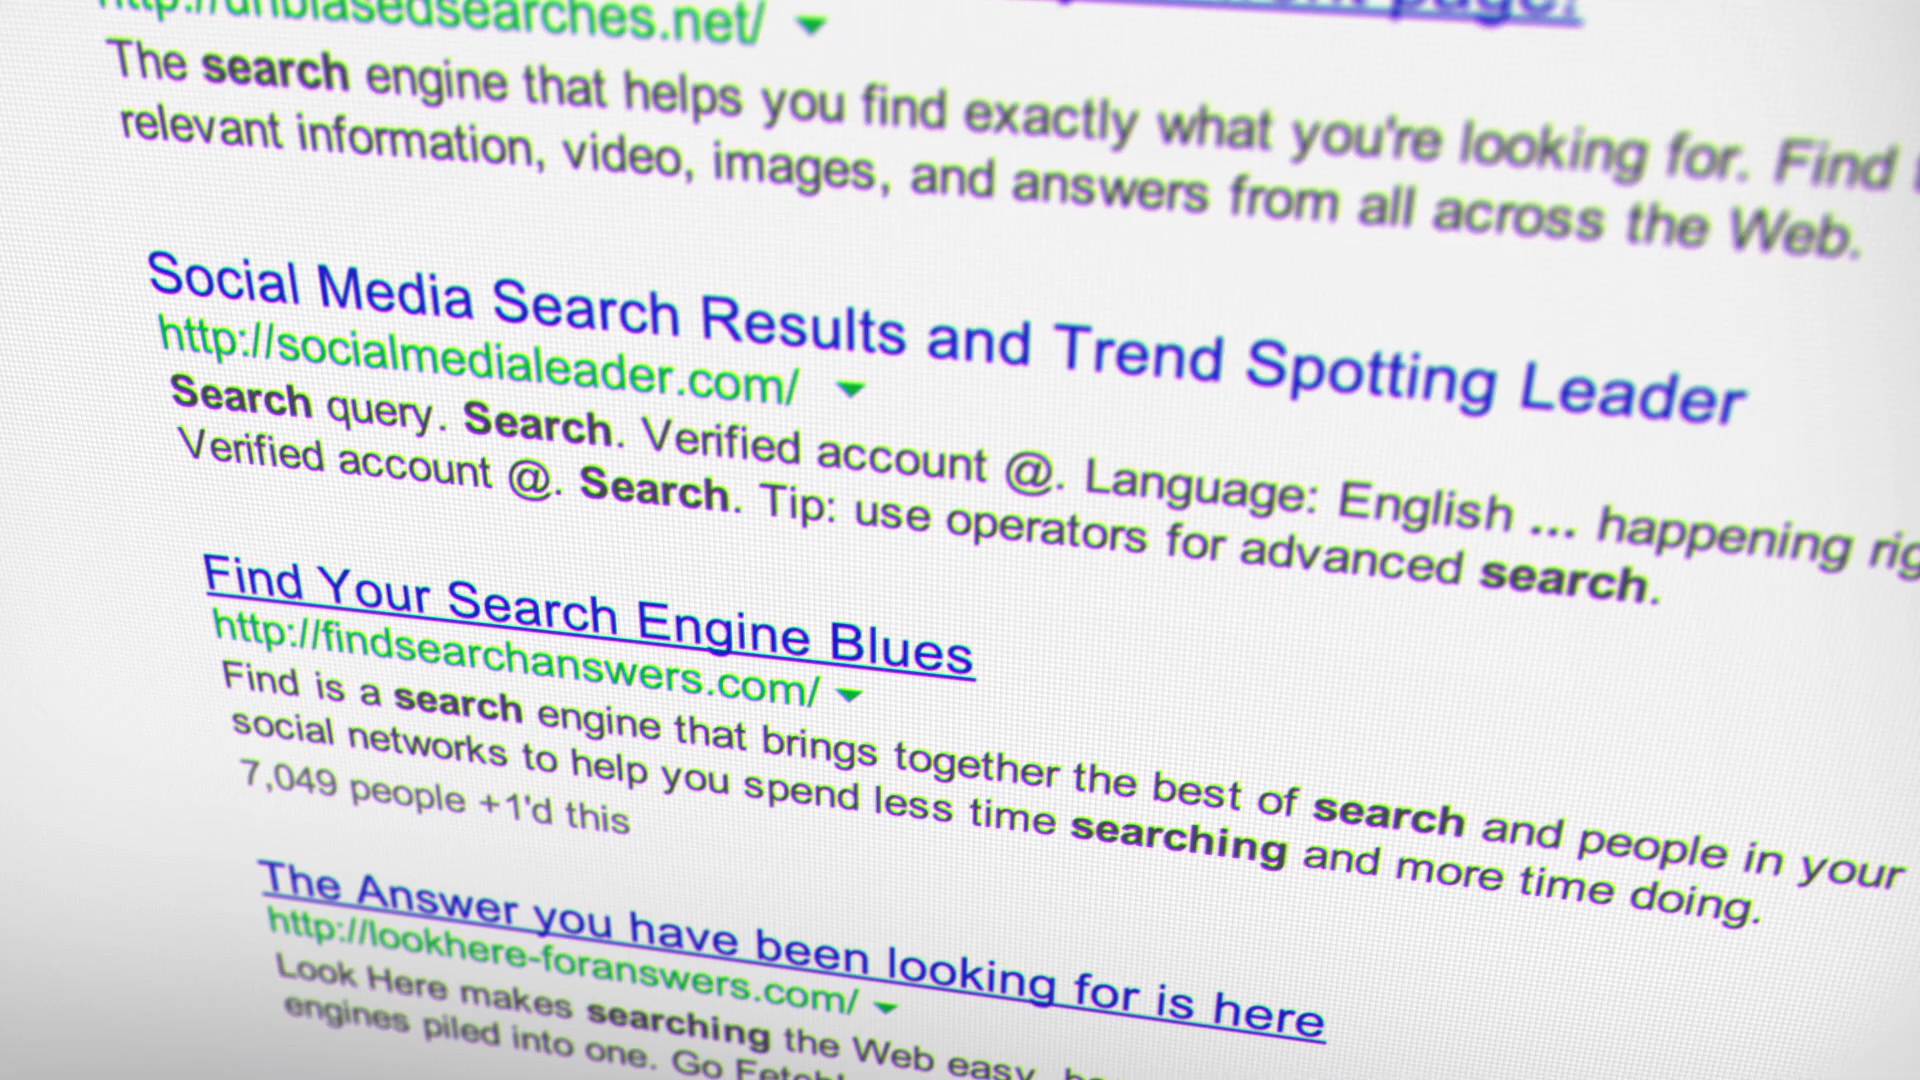 http://unbiasedsearches.net/
The search engine that helps you find exactly what you're looking for. Find
relevant information, video, images, and answers from all across the Web.
Social Media Search Results and Trend Spotting Leader
http://socialmedialeader.com/
Search query. Search. Verified account @. Language: English ... happening
Verified account @. Search. Tip: use operators for advanced search.
Find Your Search Engine Blues
http://findsearchanswers.com/
Find is a search engine that brings together the best of search and people in your
social networks to help you spend less time searching and more time doing.
7,049 people +1'd this
The Answer you have been looking for is here
http://lookhere-foranswers.com/
Look Here makes searching the Web easy
engines piled into one. Go